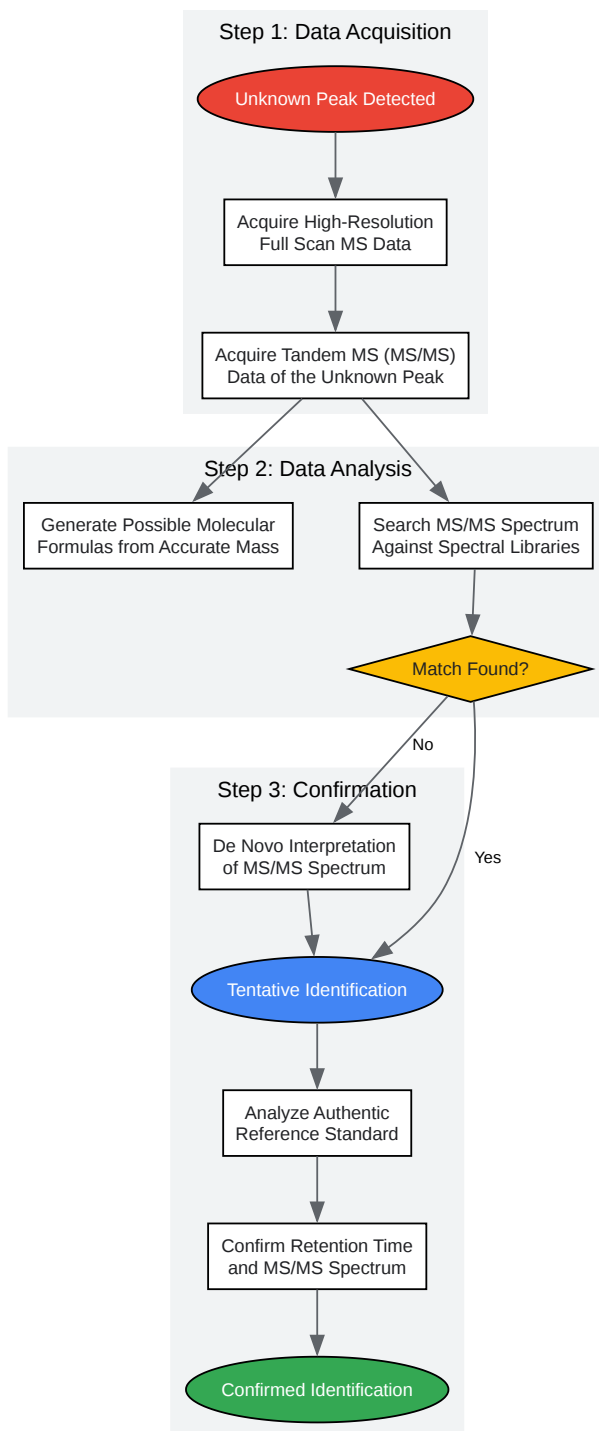 Step 1: Data Acquisition
Unknown Peak Detected
Acquire High-Resolution
Full Scan MS Data
Acquire Tandem MS (MS/MS)
Data of the Unknown Peak
Step 2: Data Analysis
Generate Possible Molecular
Formulas from Accurate Mass
Search MS/MS Spectrum
Against Spectral Libraries
Match Found?
No
Yes
Step 3: Confirmation
De Novo Interpretation
of MS/MS Spectrum
Tentative Identification
Analyze Authentic
Reference Standard
Confirm Retention Time
and MS/MS Spectrum
Confirmed Identification